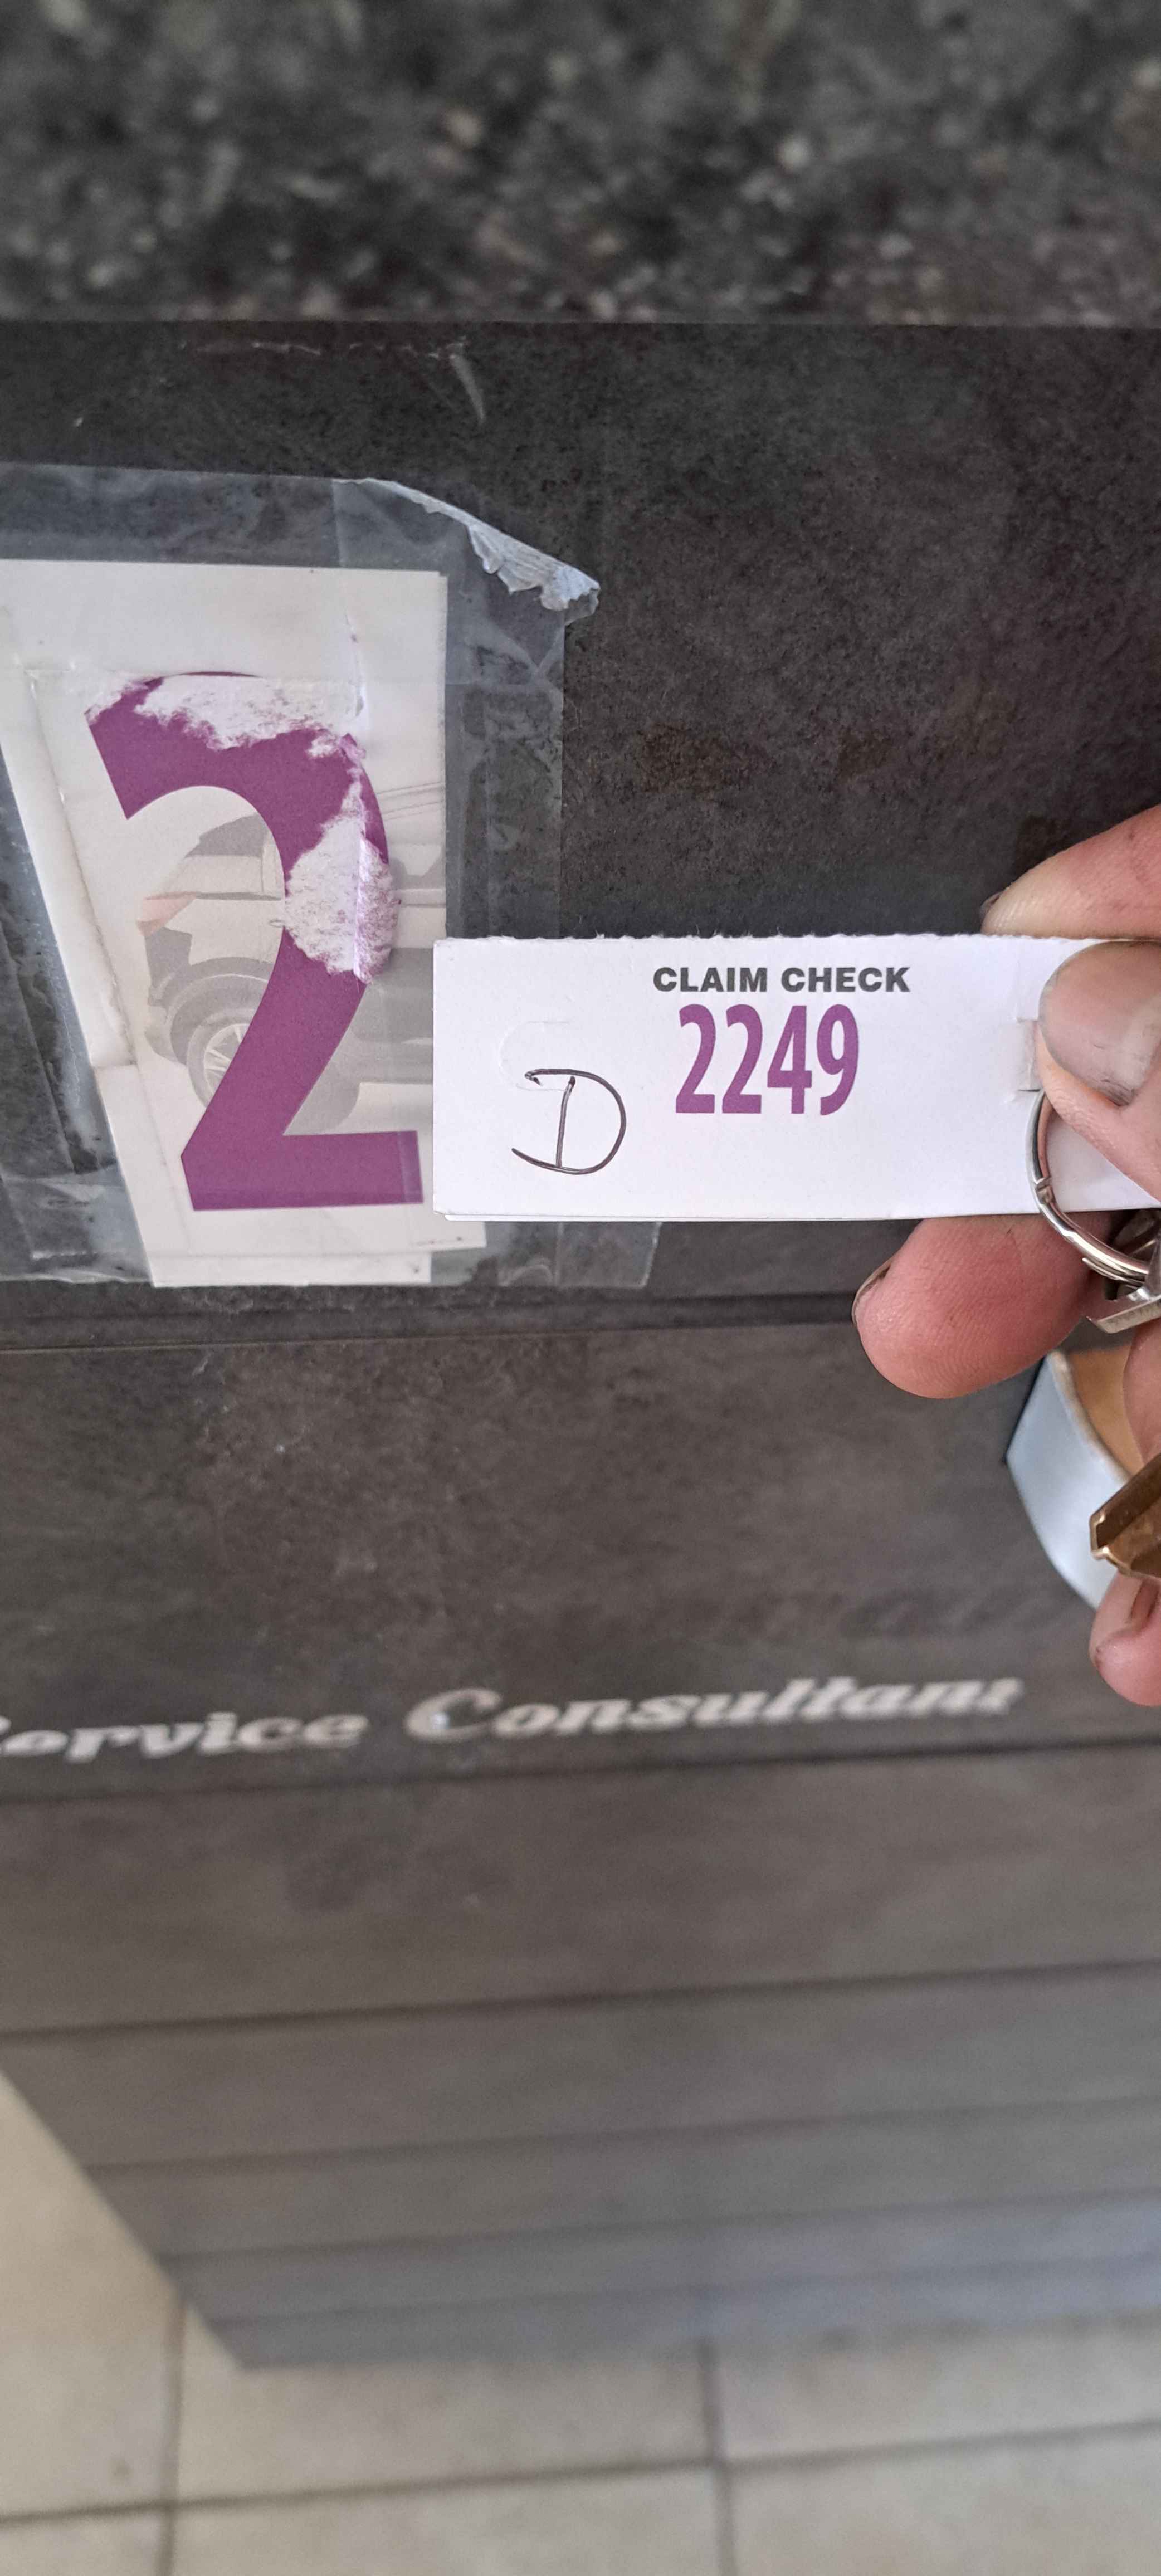 2
CLAIM CHECK
2249
D
Service Consultant